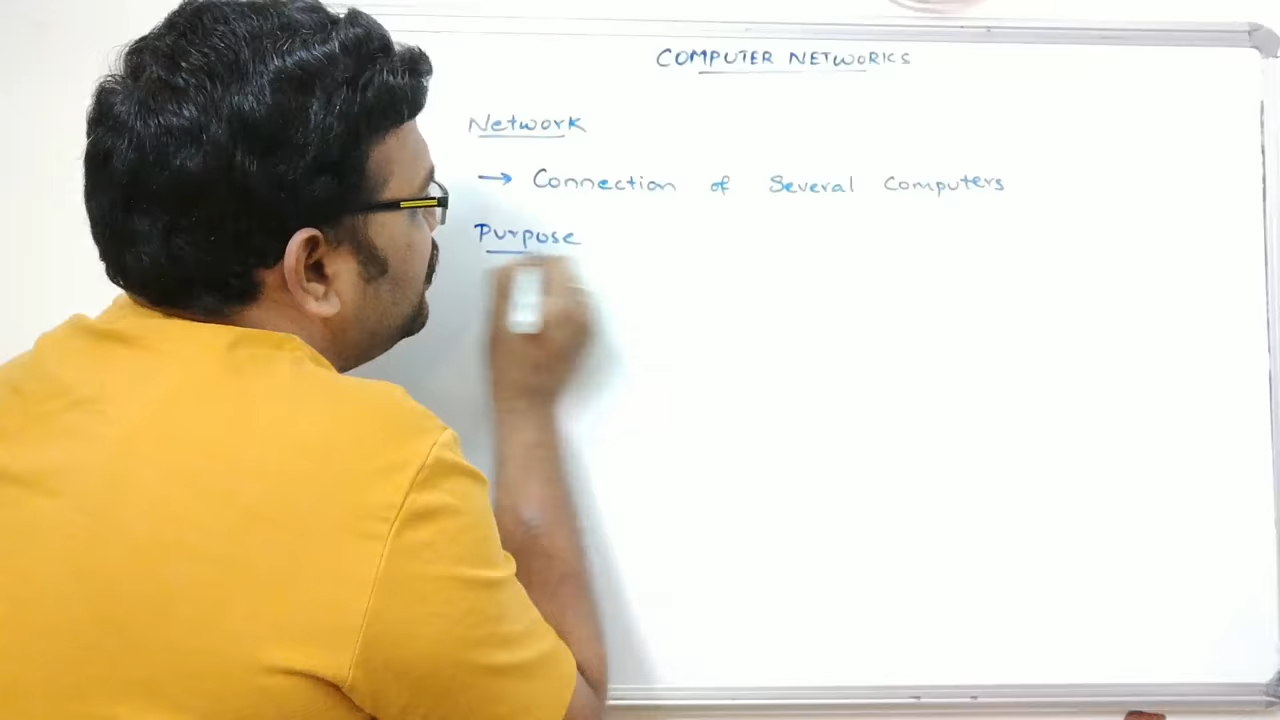 COMPUTER NETWORKS
Network
→ Connection of Several Computers
Purpose